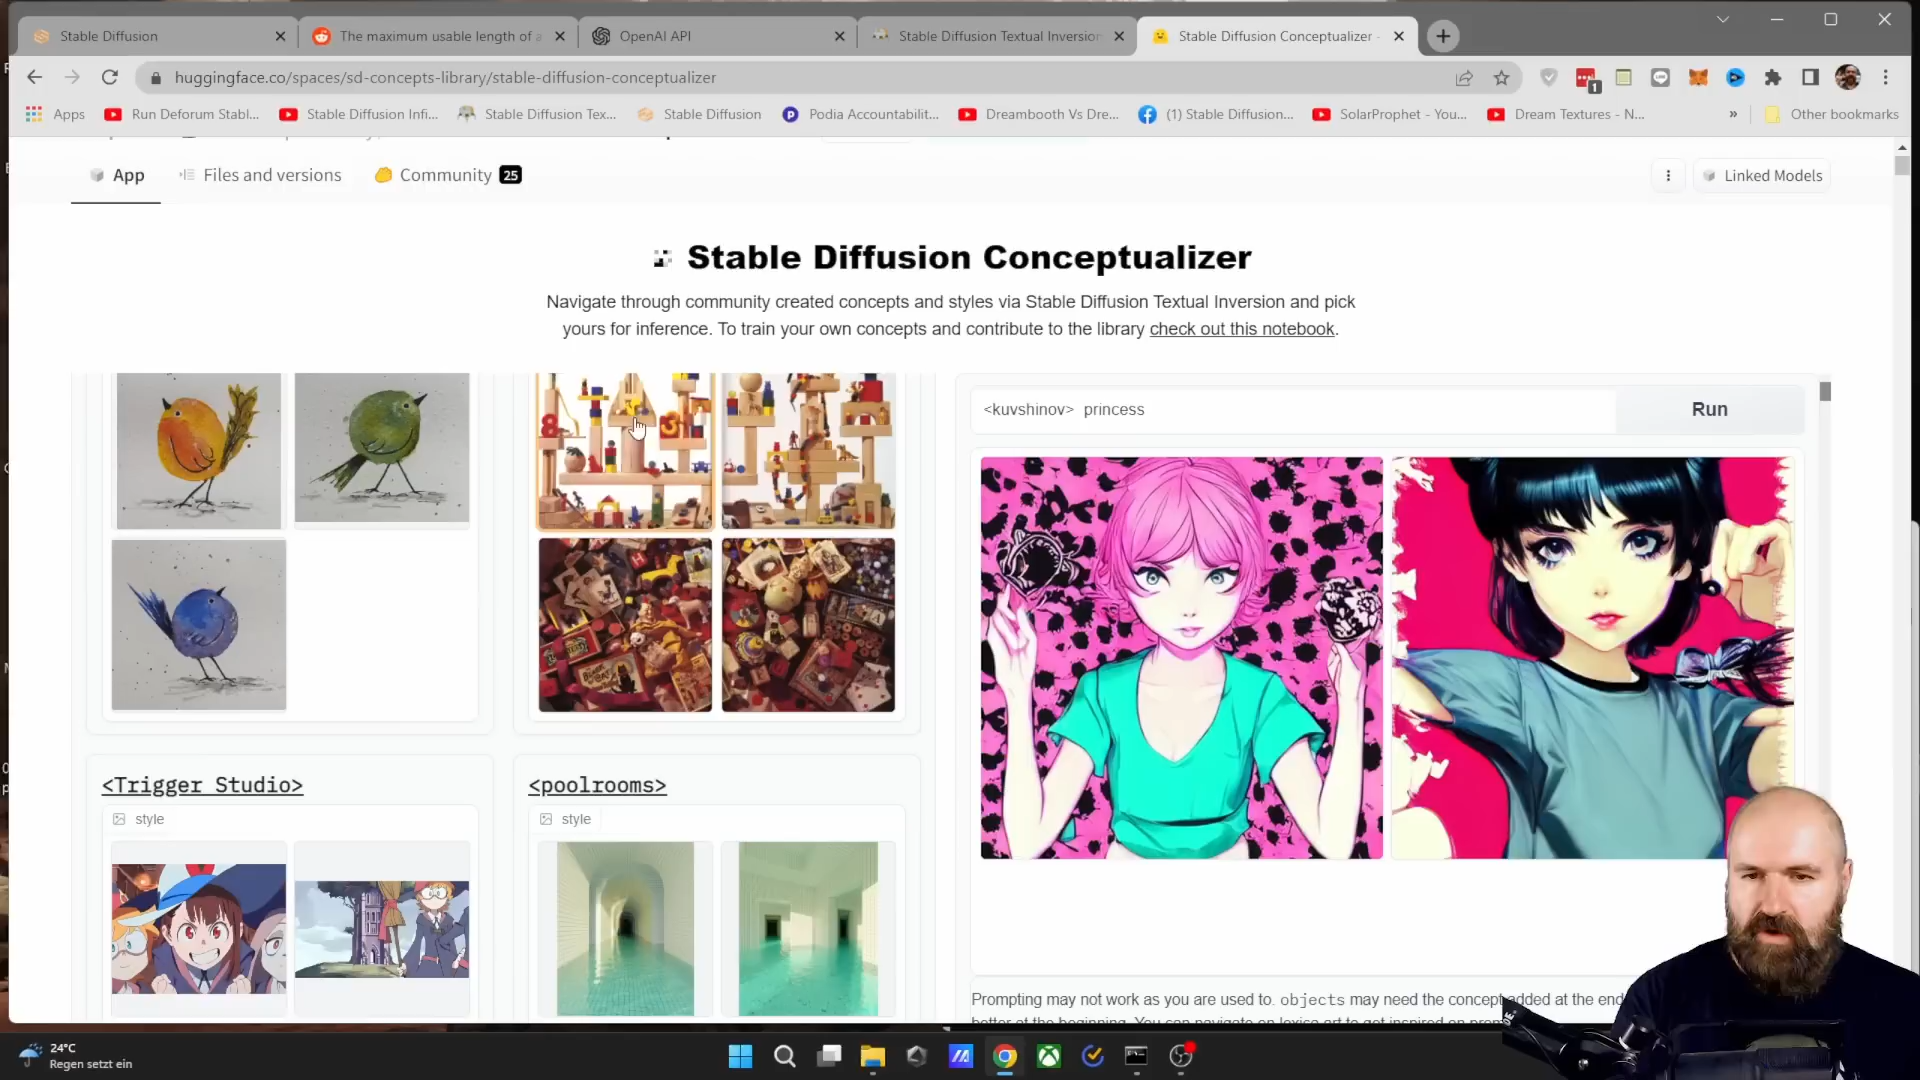 Stable Diffusion
The maximum usable length of a
OpenAI API
Stable Diffusion Textual Inversion
Stable Diffusion Conceptualizer -
huggingface.co/spaces/sd-concepts-library/stable-diffusion-conceptualizer
1
Apps
Run Deforum Stabl...
Stable Diffusion Infi...
Stable Diffusion Tex...
Stable Diffusion
Podia Accountabilit...
Dreambooth Vs Dre...
(1) Stable Diffusion...
SolarProphet - You...
Dream Textures - N...
»
Other bookmarks
App
Files and versions
Community 25
Linked Models
Stable Diffusion Conceptualizer
Navigate through community created concepts and styles via Stable Diffusion Textual Inversion and pick
yours for inference. To train your own concepts and contribute to the library check out this notebook.
<kuvshinov> princess
Run
<Trigger Studio>
style
<poolrooms>
style
Prompting may not work as you are used to. objects may need the concept added at the end
24°C
Regen setzt ein